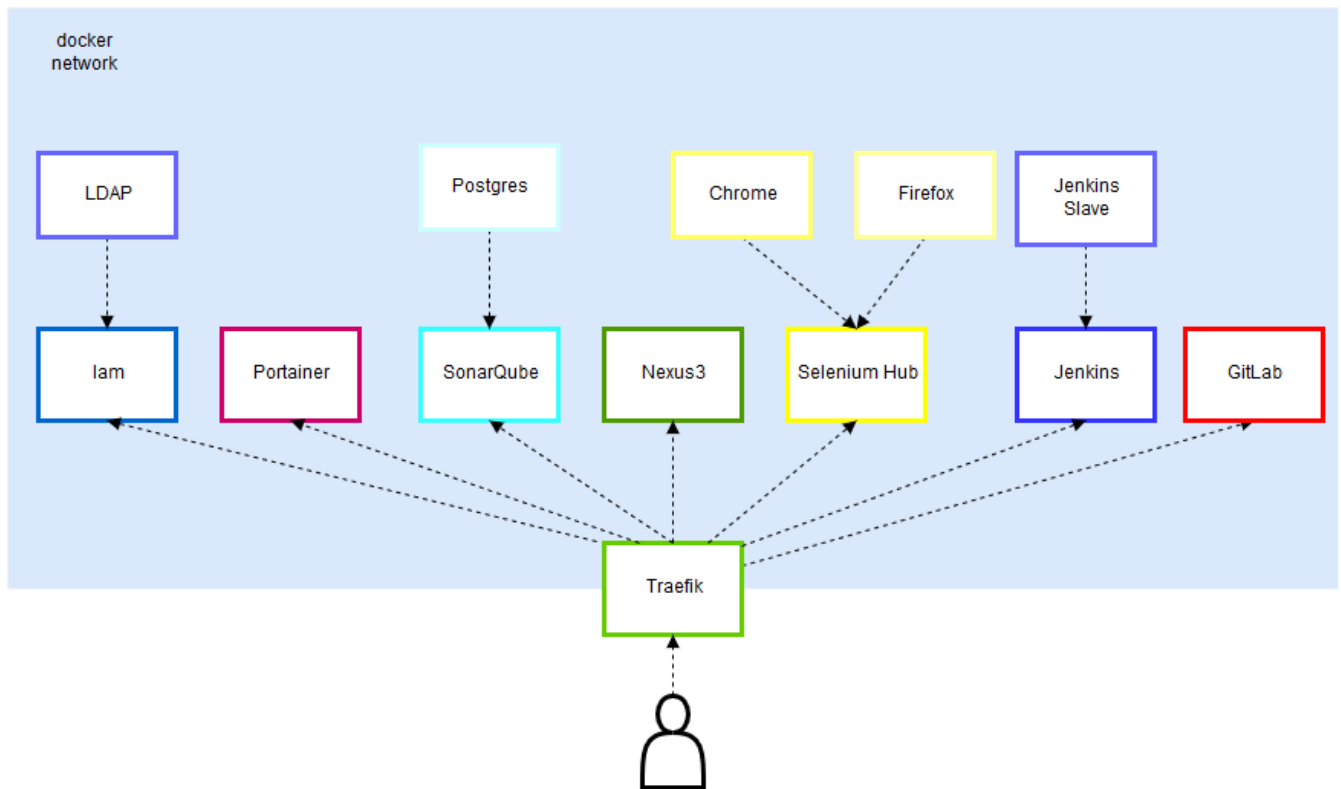 docker
network
LDAP
Postgres
Chrome
Firefox
Jenkins
Slave
Iam
Portainer
SonarQube
Nexus3
Selenium Hub
Jenkins
GitLab
Traefik